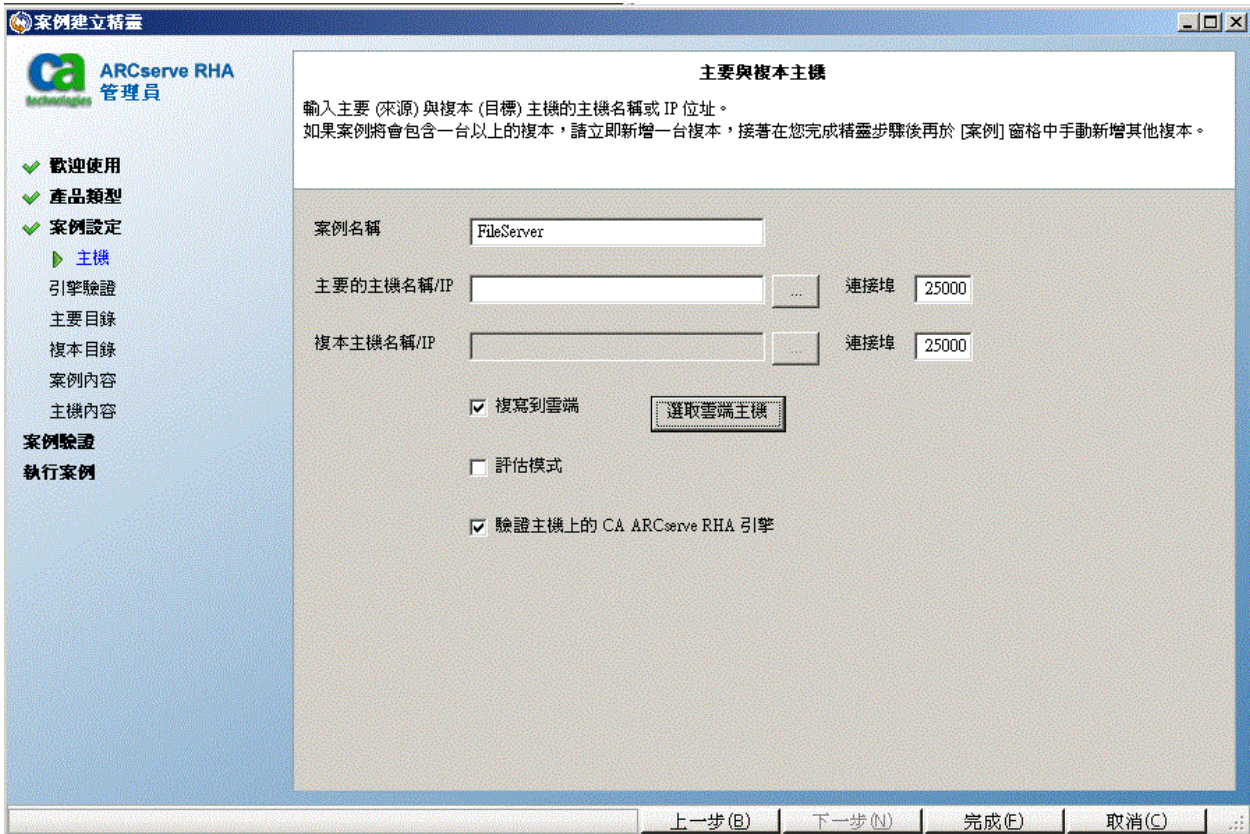 案例建立精靈
ca
technologies
ARCserve RHA
管理員
歡迎使用
產品類型
案例設定
主機
引擎驗證
主要目錄
複本目錄
案例內容
主機內容
案例驗證
執行案例
主要與複本主機
輸入主要 (來源) 與複本 (目標) 主機的主機名稱或 IP 位址。
如果案例將會包含一台以上的複本，請立即新增一台複本，接著在您完成精靈步驟後再於 [案例] 窗格中手動新增其他複本。
案例名稱 FileServer
主要的主機名稱/IP ... 連接埠 25000
複本主機名稱/IP ... 連接埠 25000
複寫到雲端 選取雲端主機
評估模式
驗證主機上的 CA ARCserve RHA 引擎
上一步(B) 下一步(N) 完成(F) 取消(C)